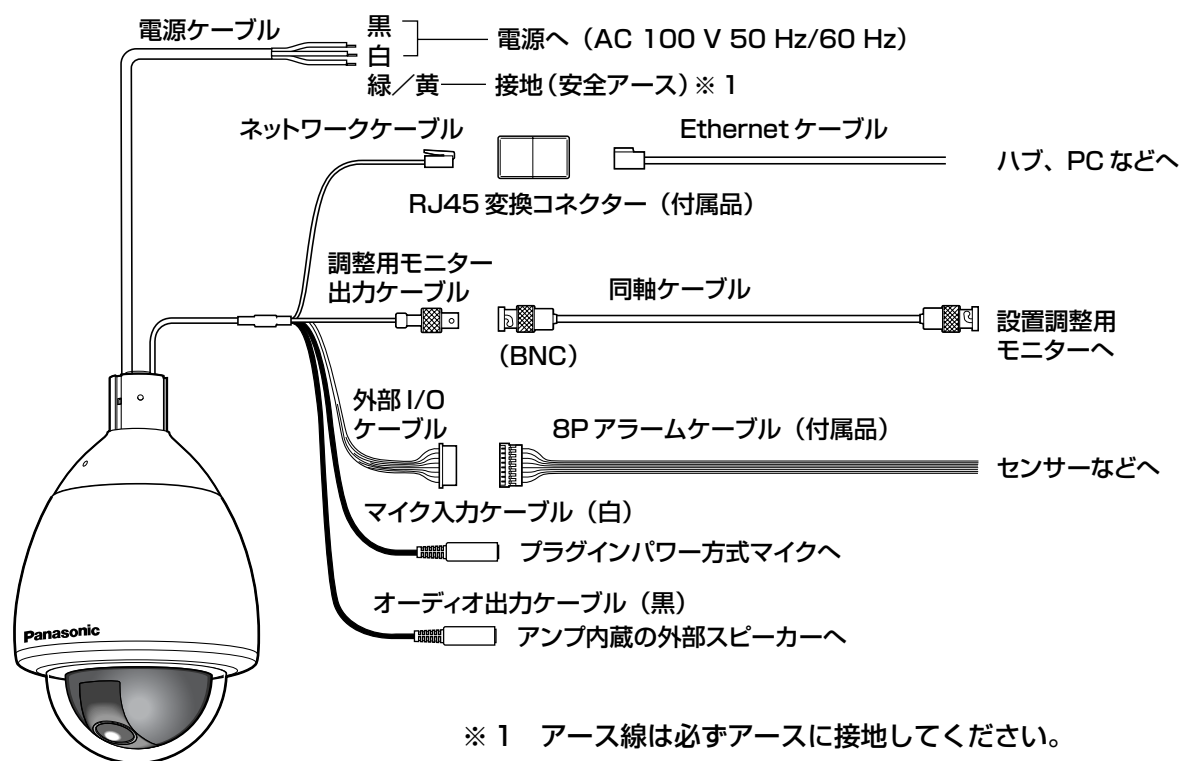 電源ケーブル
黒
白
電源へ（AC 100 V 50 Hz/60 Hz）
緑／黄
接地（安全アース）※ 1
ネットワークケーブル
Ethernet ケーブル
ハブ、PC などへ
RJ45 変換コネクター（付属品）
調整用モニター
出力ケーブル
同軸ケーブル
（BNC）
設置調整用
モニターへ
外部 I/O
ケーブル
8P アラームケーブル（付属品）
センサーなどへ
マイク入力ケーブル（白）
プラグインパワー方式マイクへ
オーディオ出力ケーブル（黒）
アンプ内蔵の外部スピーカーへ
Panasonic
※ 1　アース線は必ずアースに接地してください。